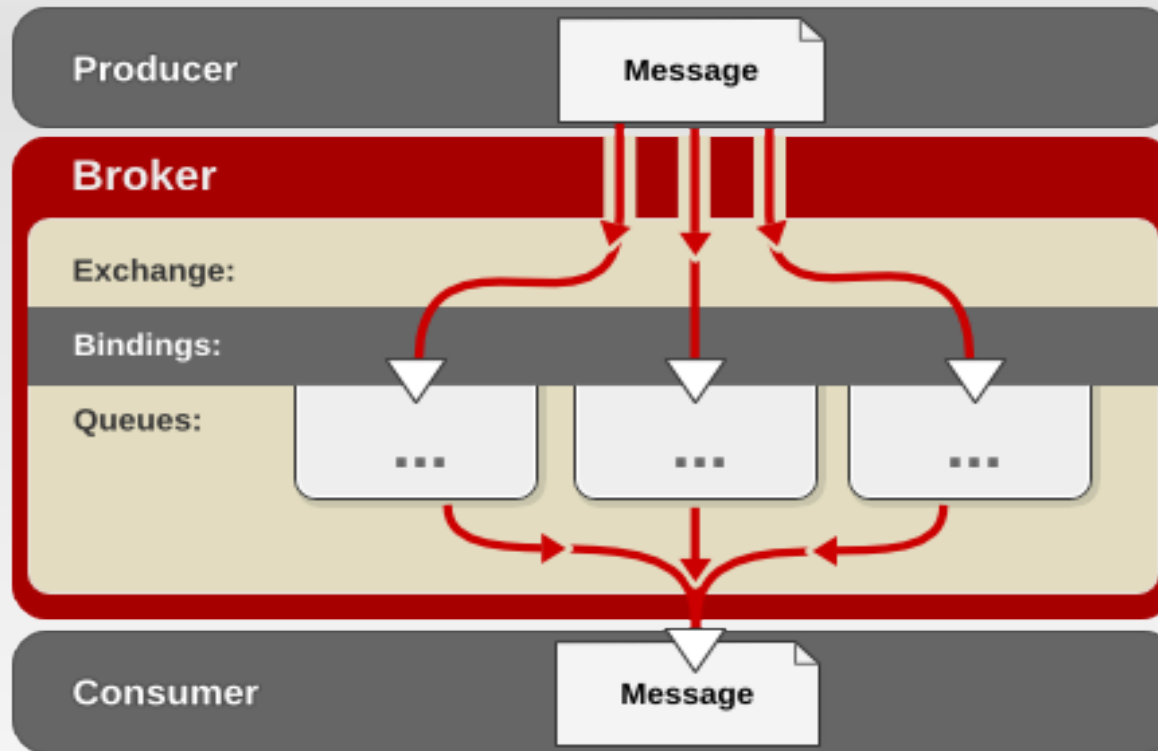 Producer
Message
Broker
Exchange:
Bindings:
Queues:
... ... ...
Consumer
Message